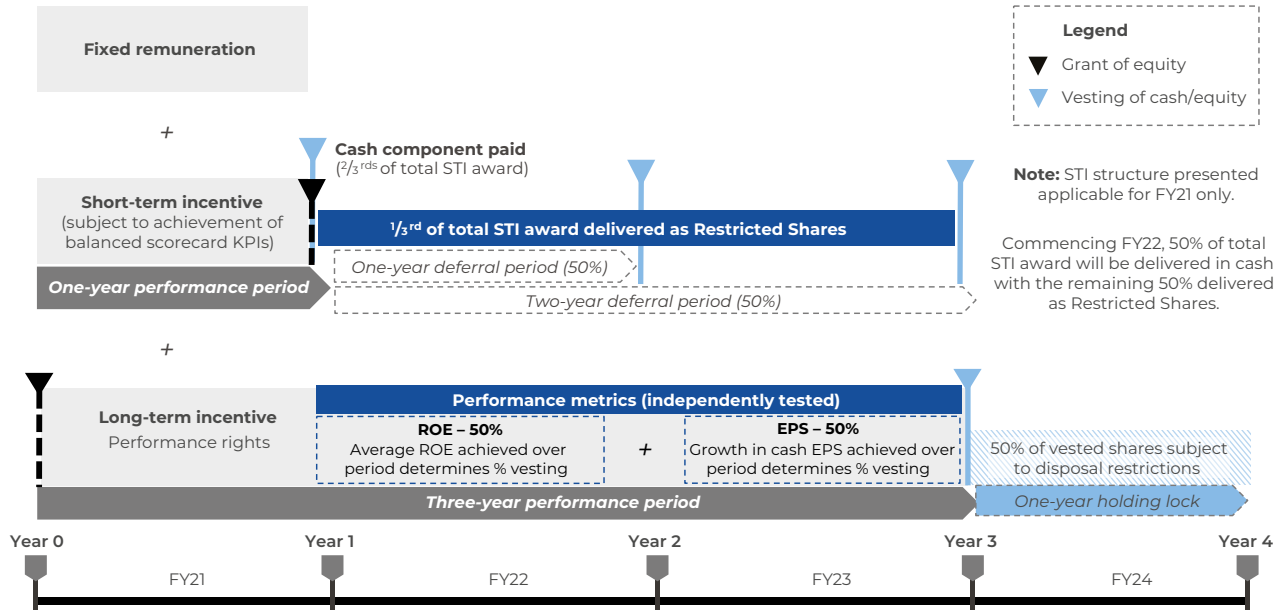 Fixed remuneration
+
Legend
Grant of equity
Vesting of cash/equity
Cash component paid
(²/₃ʳᵈˢ of total STI award)
Short-term incentive
(subject to achievement of
balanced scorecard KPIs)
One-year performance period
¹/₃ʳᵈ of total STI award delivered as Restricted Shares
One-year deferral period (50%)
Two-year deferral period (50%)
Note: STI structure presented
applicable for FY21 only.
Commencing FY22, 50% of total
STI award will be delivered in cash
with the remaining 50% delivered
as Restricted Shares.
+
Long-term incentive
Performance rights
Performance metrics (independently tested)
ROE – 50%
Average ROE achieved over
period determines % vesting
+
EPS – 50%
Growth in cash EPS achieved over
period determines % vesting
50% of vested shares subject
to disposal restrictions
Three-year performance period
One-year holding lock
Year 0
Year 1
Year 2
Year 3
Year 4
FY21
FY22
FY23
FY24